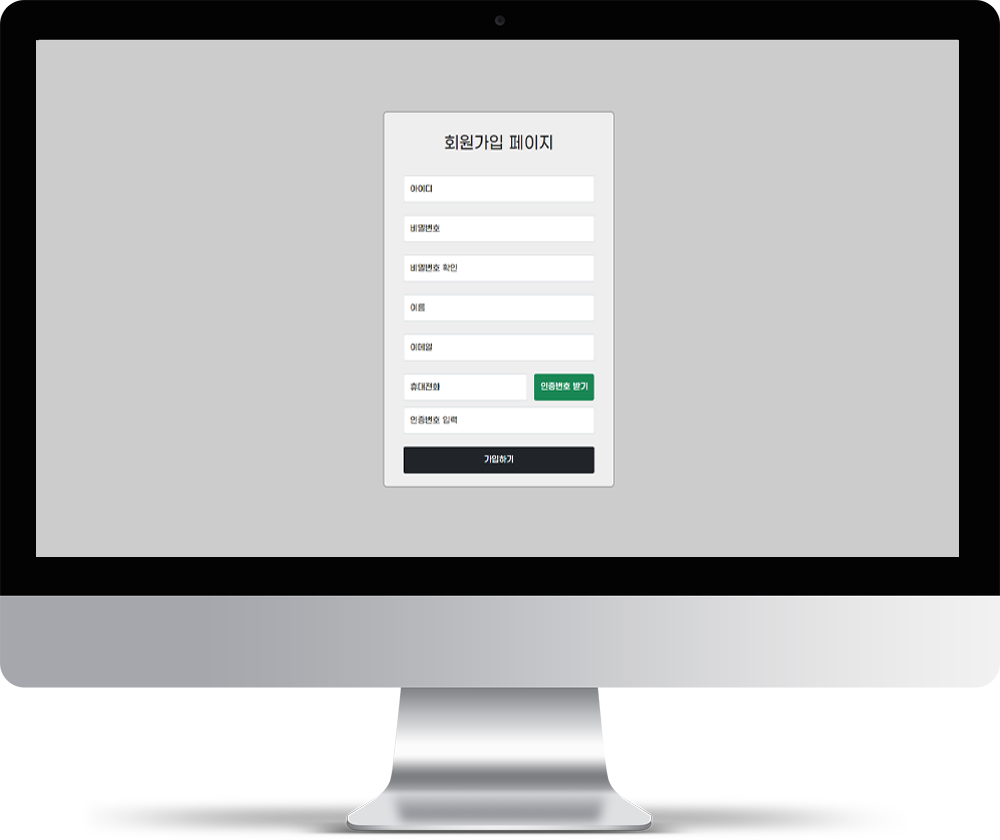 회원가입 페이지
아이디
비밀번호
비밀번호 확인
이름
이메일
휴대전화
인증번호 받기
인증번호 입력
가입하기